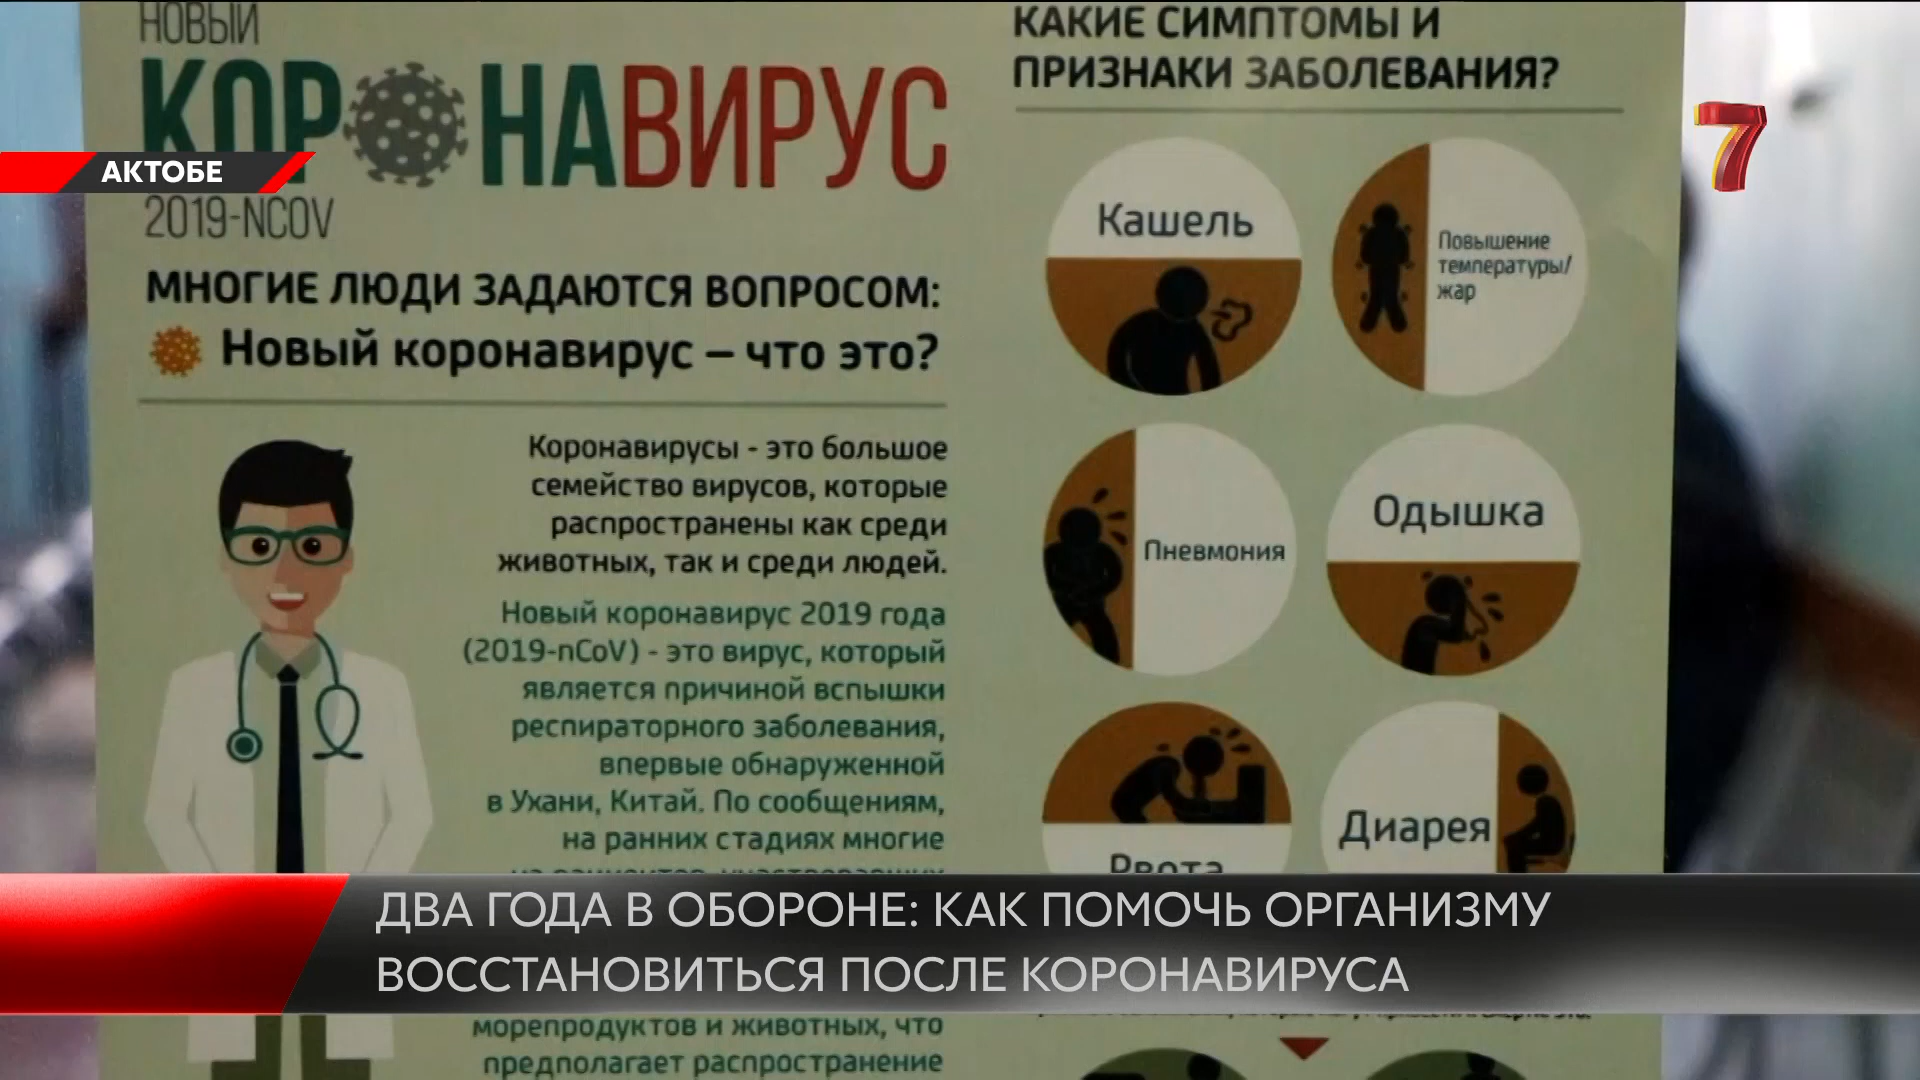 НОВЫЙ
КОРОНАВИРУС
АКТОБЕ
2019-NCOV
МНОГИЕ ЛЮДИ ЗАДАЮТСЯ ВОПРОСОМ:
Новый коронавирус – что это?
Коронавирусы - это большое
семейство вирусов, которые
распространены как среди
животных, так и среди людей.
Новый коронавирус 2019 года
(2019-nCoV) - это вирус, который
является причиной вспышки
респираторного заболевания,
впервые обнаруженной
в Ухани, Китай. По сообщениям,
на ранних стадиях многие
морепродуктов и животных, что
предполагает распространение
КАКИЕ СИМПТОМЫ И
ПРИЗНАКИ ЗАБОЛЕВАНИЯ?
7
Кашель
Повышение
температуры/
жар
Пневмония
Одышка
Рвота
Диарея
ДВА ГОДА В ОБОРОНЕ: КАК ПОМОЧЬ ОРГАНИЗМУ
ВОССТАНОВИТЬСЯ ПОСЛЕ КОРОНАВИРУСА